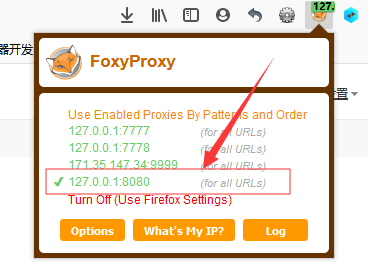 127.
器开发
FoxyProxy
置
Use Enabled Proxies By Patterns and Order
127.0.0.1:7777 (for all URLs)
127.0.0.1:7778 (for all URLs)
171.35.147.34:9999 (for all URLs)
127.0.0.1:8080 (for all URLs)
Turn Off (Use Firefox Settings)
Options What's My IP? Log